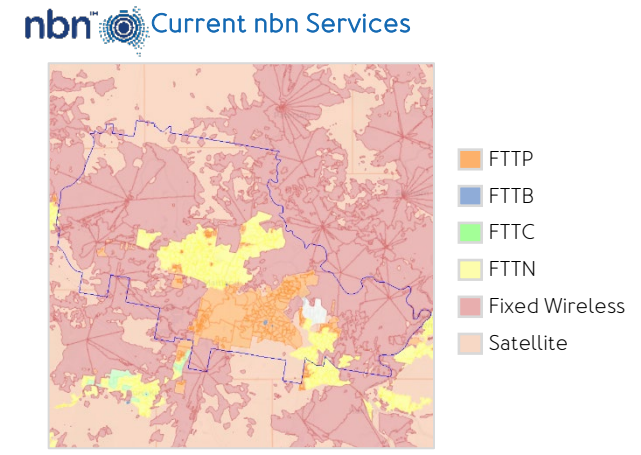 nbn™ Current nbn Services
FTTP
FTTB
FTTC
FTTN
Fixed Wireless
Satellite